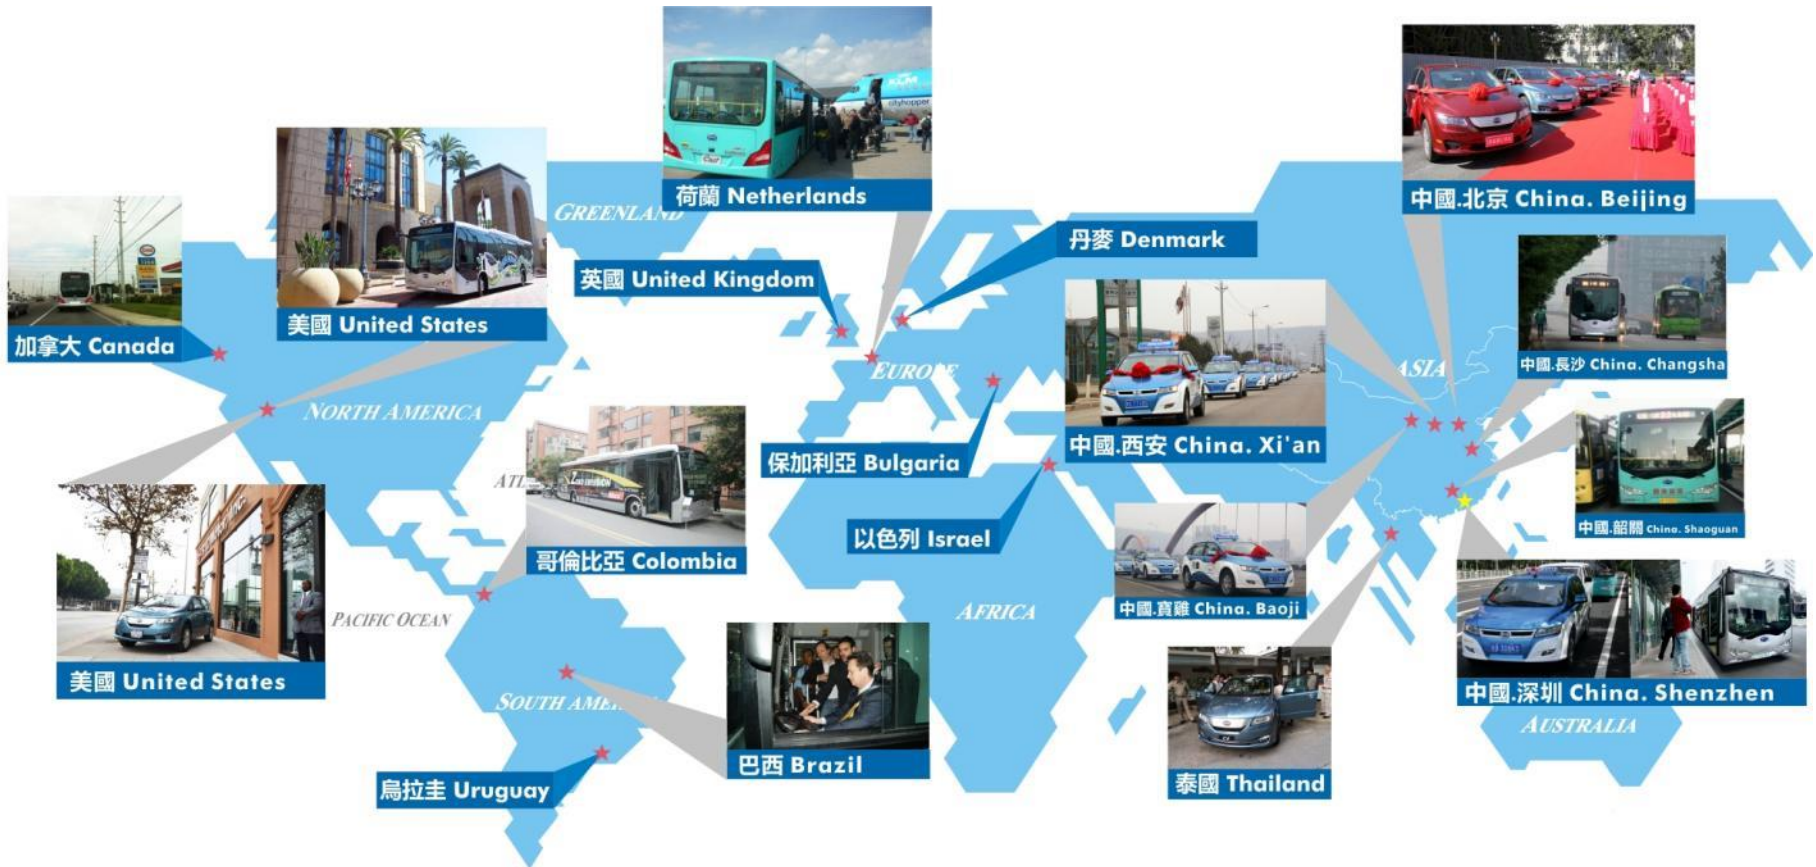 荷蘭 Netherlands
中國.北京 China. Beijing
GREENLAND
丹麥 Denmark
英國 United Kingdom
美國 United States
加拿大 Canada
中國.長沙 China. Changsha
EUROPE
ASIA
NORTH AMERICA
中國.西安 China. Xi'an
保加利亞 Bulgaria
中國.韶關 China. Shaoguan
以色列 Israel
哥倫比亞 Colombia
中國.寶雞 China. Baoji
AFRICA
PACIFIC OCEAN
美國 United States
中國.深圳 China. Shenzhen
SOUTH AMER
AUSTRALIA
巴西 Brazil
泰國 Thailand
烏拉圭 Uruguay
KLM
cityhopper
ATL